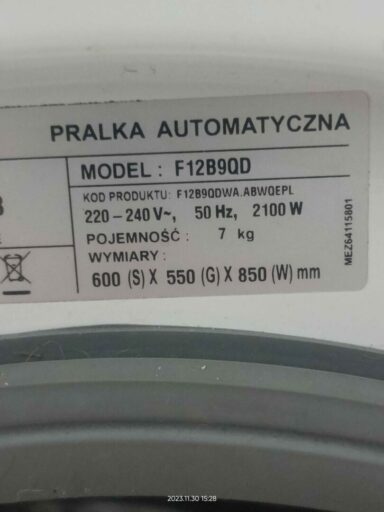 PRALKA AUTOMATYCZNA
MODEL : F12B9QD
KOD PRODUKTU: F12B9QDWA.ABWQEPL
220 – 240 V~, 50 Hz, 2100 W
POJEMNOŚĆ : 7 kg
WYMIARY :
600 (S) X 550 (G) X 850 (W) mm
MEZ64115801
2023.11.30 15:28